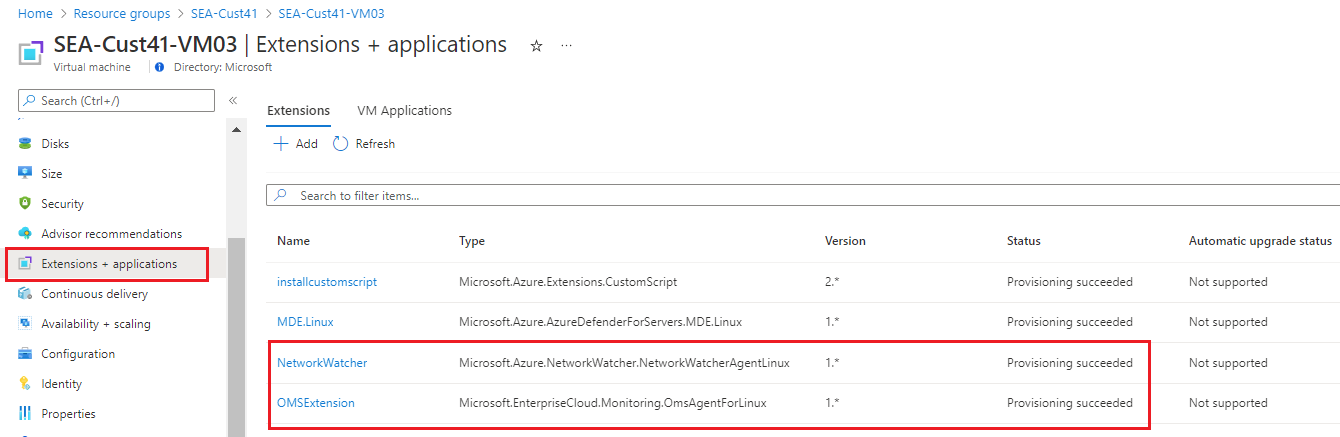 Home > Resource groups > SEA-Cust41 > SEA-Cust41-VM03
SEA-Cust41-VM03 | Extensions + applications ☆ ...
Virtual machine | Directory: Microsoft
Search (Ctrl+/) «
Disks
Size
Security
Advisor recommendations
Extensions + applications
Continuous delivery
Availability + scaling
Configuration
Identity
Properties
Extensions VM Applications
+ Add Refresh
Search to filter items...
Name Type Version Status Automatic upgrade status
installcustomscript Microsoft.Azure.Extensions.CustomScript 2.* Provisioning succeeded Not supported
MDE.Linux Microsoft.Azure.AzureDefenderForServers.MDE.Linux 1.* Provisioning succeeded Not supported
NetworkWatcher Microsoft.Azure.NetworkWatcher.NetworkWatcherAgentLinux 1.* Provisioning succeeded Not supported
OMSExtension Microsoft.EnterpriseCloud.Monitoring.OmsAgentForLinux 1.* Provisioning succeeded Not supported